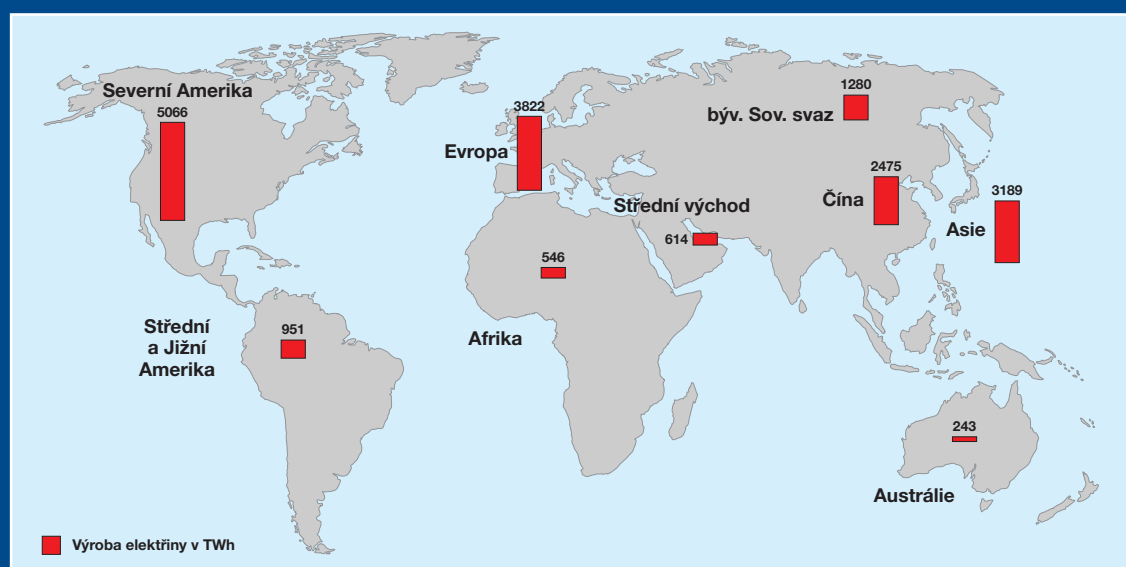 Severní Amerika
5066
3822
Evropa
1280
býv. Sov. svaz
2475
Čína
3189
Asie
Střední východ
614
546
Afrika
951
Střední
a Jižní
Amerika
243
Austrálie
Výroba elektřiny v TWh